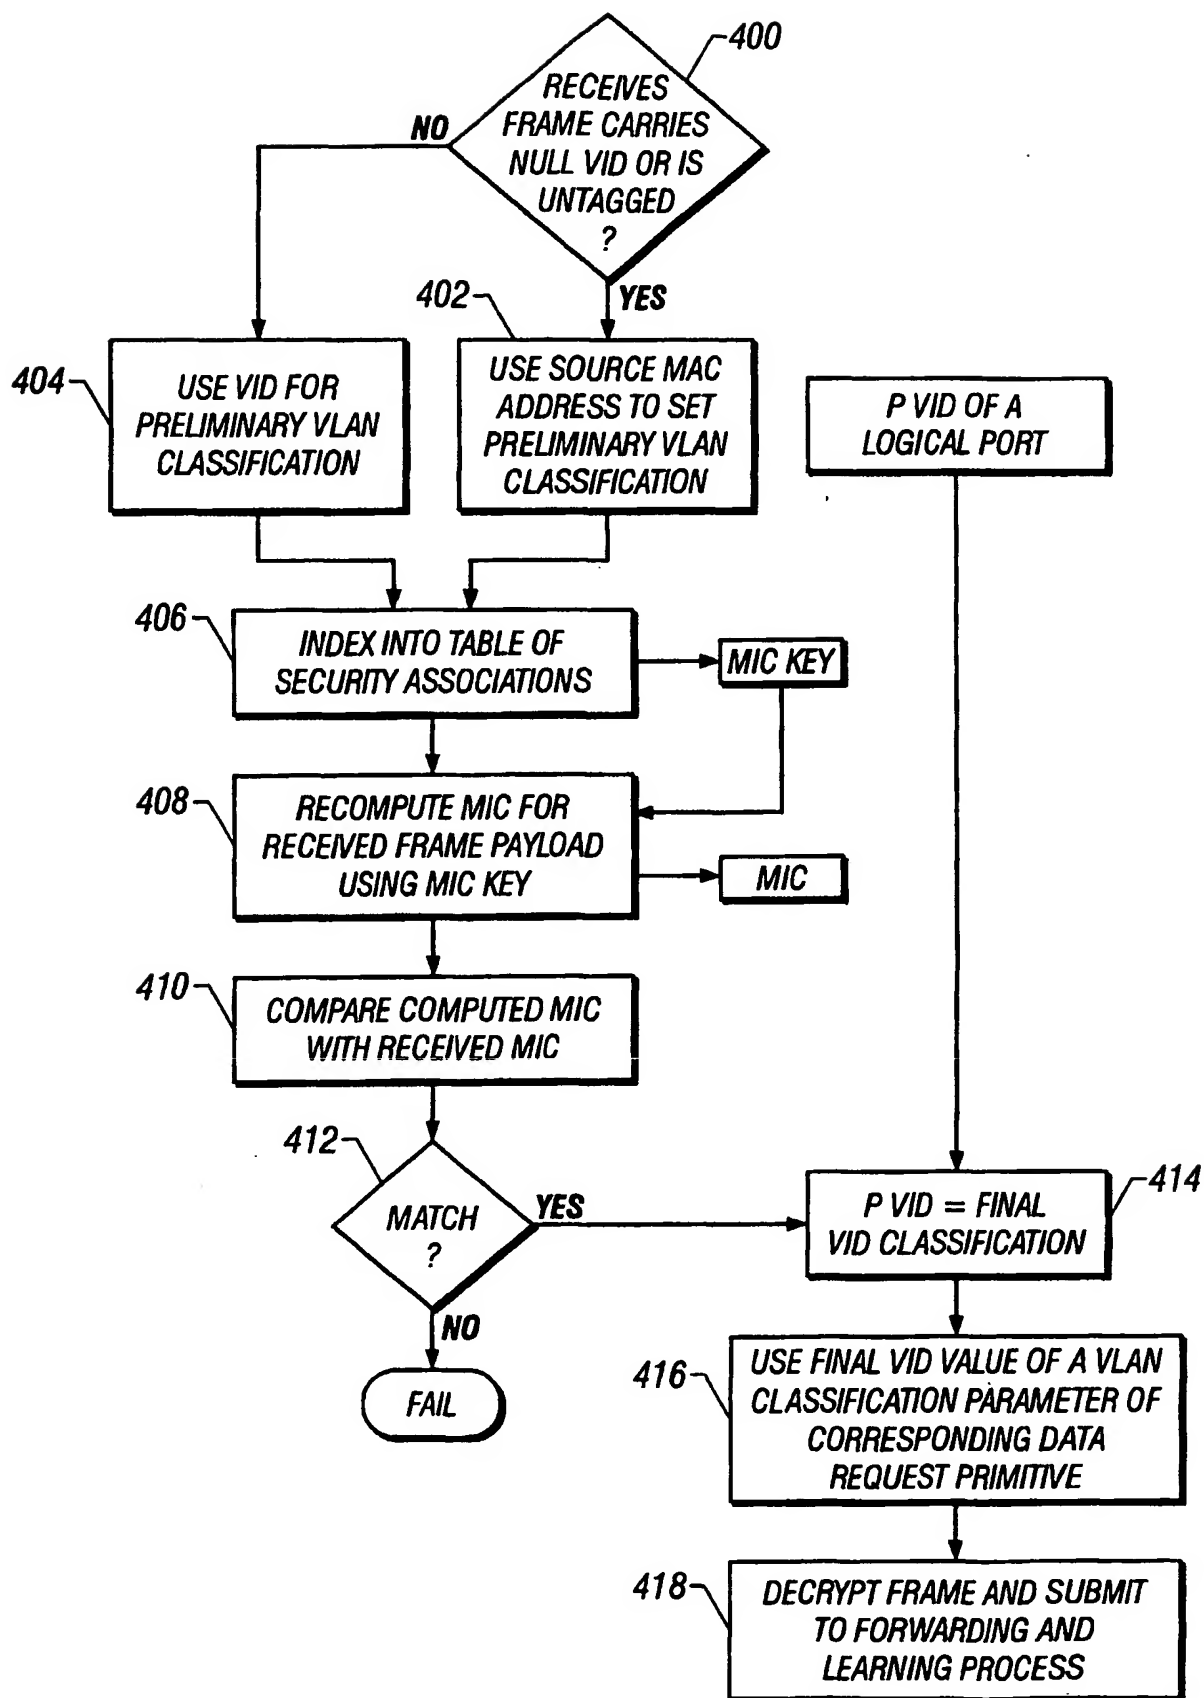 400
RECEIVES
FRAME CARRIES
NULL VID OR IS
UNTAGGED
?
NO
YES
402
404
USE VID FOR
PRELIMINARY VLAN
CLASSIFICATION
USE SOURCE MAC
ADDRESS TO SET
PRELIMINARY VLAN
CLASSIFICATION
P VID OF A
LOGICAL PORT
406
INDEX INTO TABLE OF
SECURITY ASSOCIATIONS
MIC KEY
408
RECOMPUTE MIC FOR
RECEIVED FRAME PAYLOAD
USING MIC KEY
MIC
410
COMPARE COMPUTED MIC
WITH RECEIVED MIC
412
MATCH
?
YES
NO
FAIL
414
P VID = FINAL
VID CLASSIFICATION
416
USE FINAL VID VALUE OF A VLAN
CLASSIFICATION PARAMETER OF
CORRESPONDING DATA
REQUEST PRIMITIVE
418
DECRYPT FRAME AND SUBMIT
TO FORWARDING AND
LEARNING PROCESS